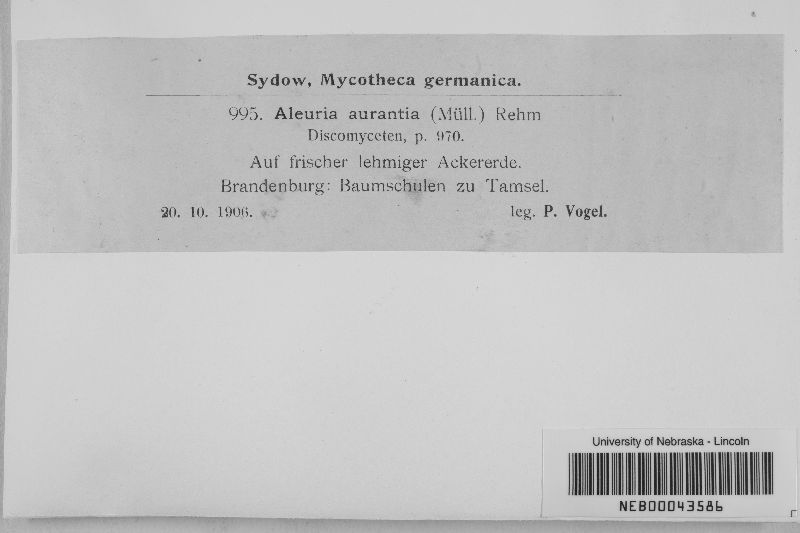 Sydow, Mycotheca germanica.
995. Aleuria aurantia (Müll.) Rehm
Discomyceten, p. 970.
Auf frischer lehmiger Ackererde.
Brandenburg: Baumschulen zu Tamsel.
20. 10. 1906. leg. P. Vogel.
University of Nebraska - Lincoln
NEB00043586